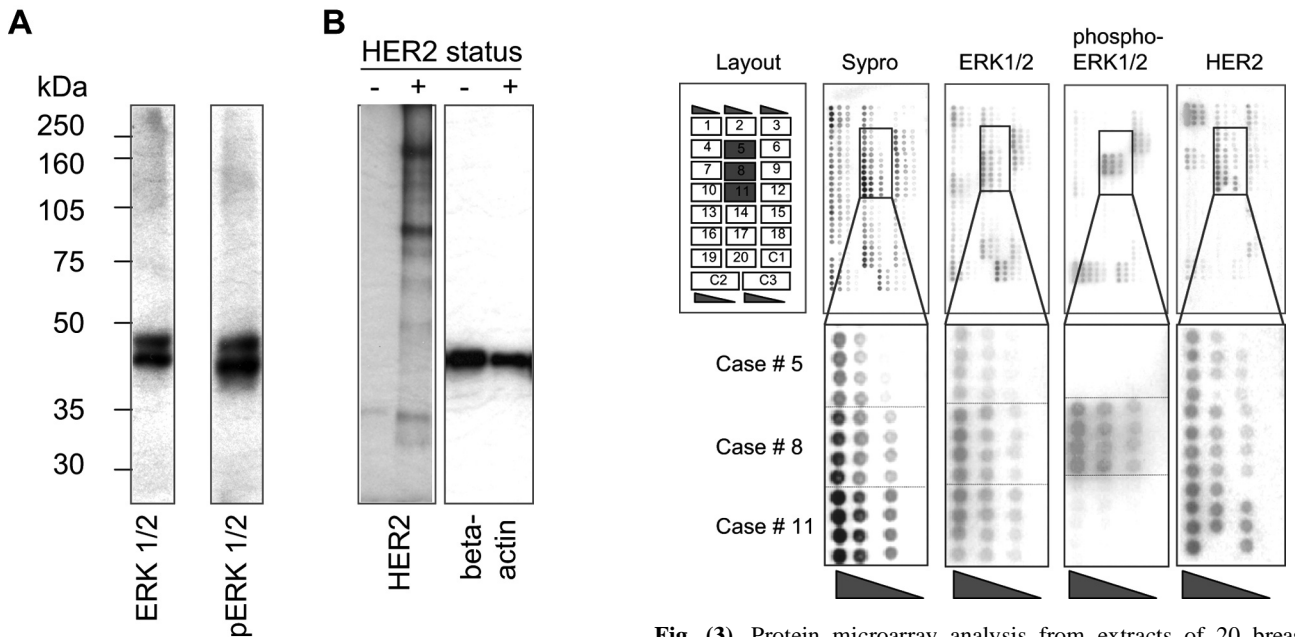 A
kDa
250
160
105
75
50
35
30
ERK 1/2
pERK 1/2
B
HER2 status
- + - +
HER2
beta-
actin
Layout
Sypro
ERK1/2
phospho-
ERK1/2
HER2
1 2 3
4 5 6
7 8 9
10 11 12
13 14 15
16 17 18
19 20 C1
C2 C3
Case # 5
Case # 8
Case # 11
Fig. (3). Protein microarray analysis from extracts of 20 breas